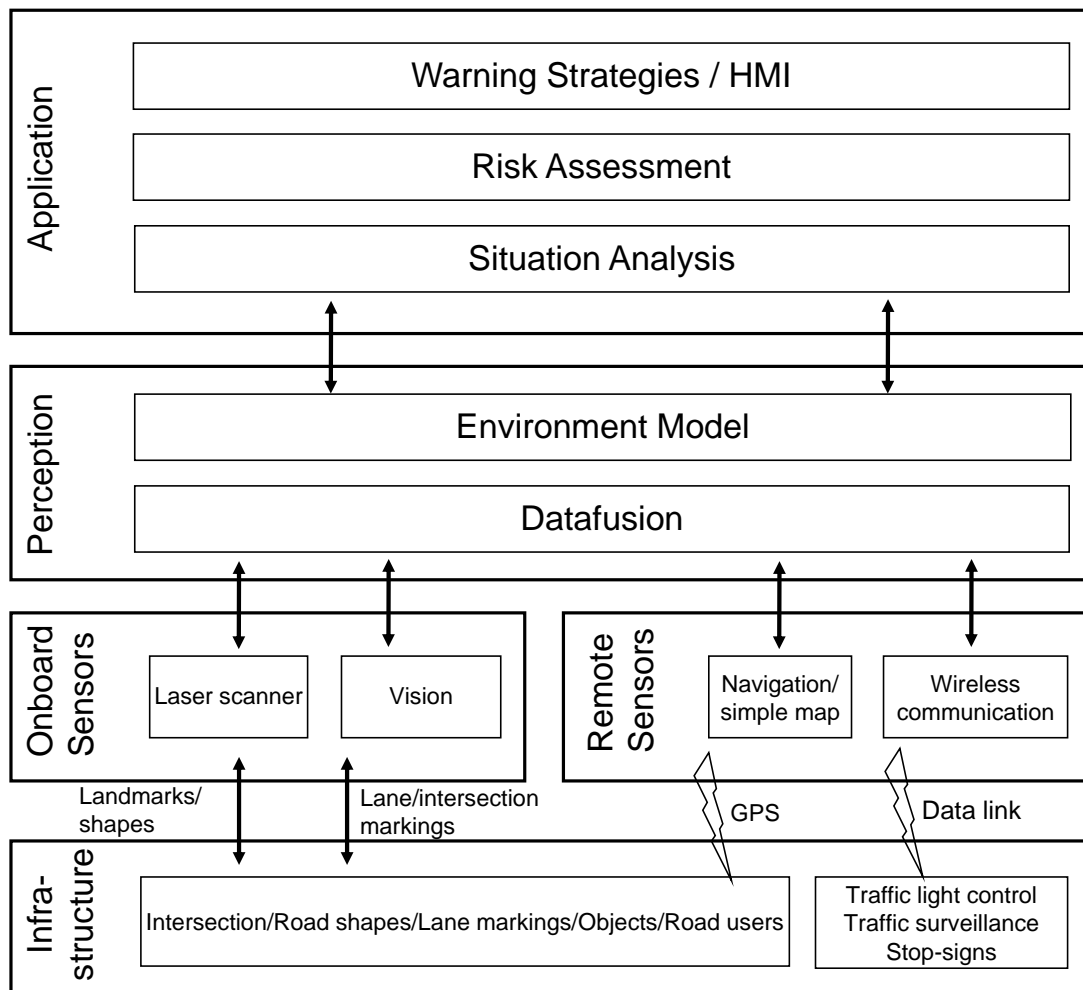 Application
Warning Strategies / HMI
Risk Assessment
Situation Analysis
Perception
Environment Model
Datafusion
Onboard
Sensors
Laser scanner
Vision
Remote
Sensors
Navigation/
simple map
Wireless
communication
Landmarks/
shapes
Lane/intersection
markings
GPS
Data link
Infra-
structure
Intersection/Road shapes/Lane markings/Objects/Road users
Traffic light control
Traffic surveillance
Stop-signs